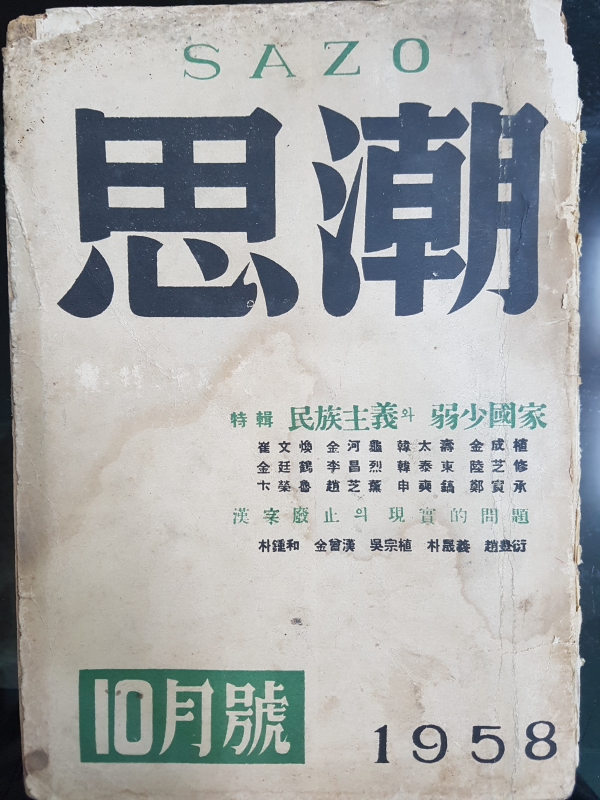 SAZO
思潮
特輯 民族主義와 弱少國家
崔文煥 金河龜 韓太壽 金成植
金廷鶴 李昌烈 韓泰東 陸芝修
卞榮魯 趙芝薰 申奭鎬 鄭寅承
漢字廢止의 現實的問題
朴鍾和 金曾漢 吳宗植 朴晟義 趙豊衍
10月號
1958